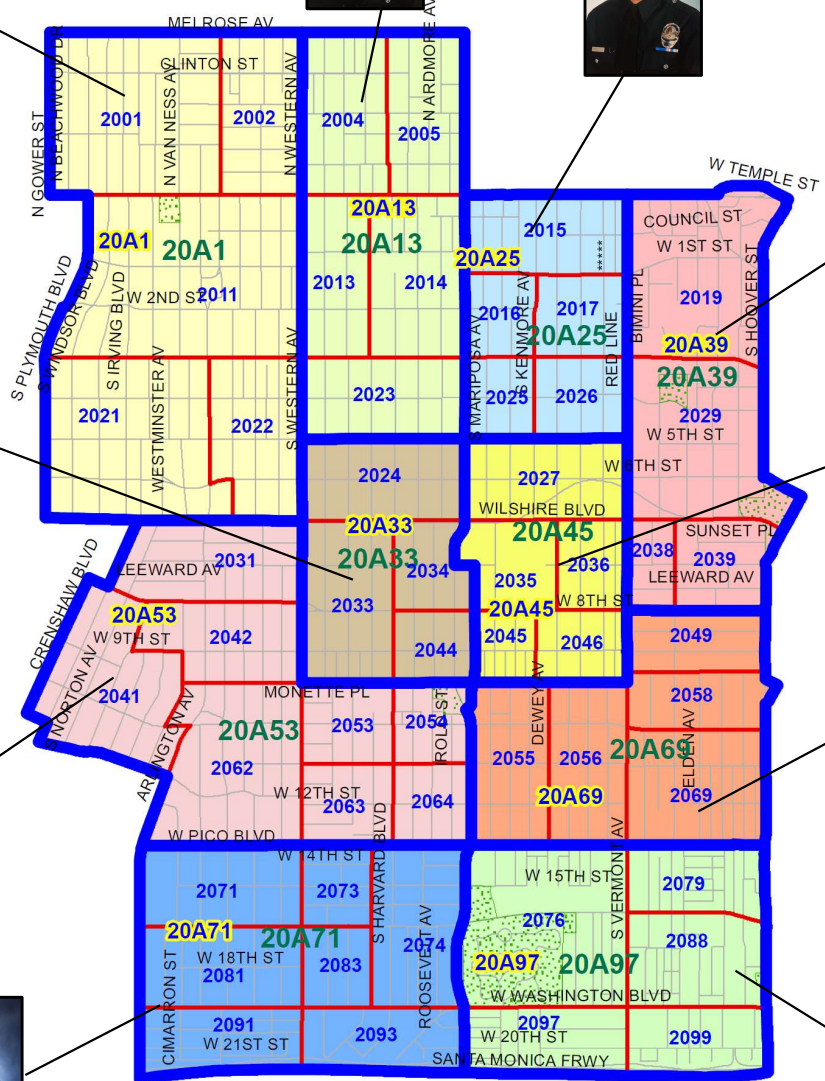 MELROSE AV
N GOWER ST
N BEACHWOOD DR
N VAN NESS AV
CLINTON ST
N WESTERN AV
N ARDMORE AV
2001
2002
2004
2005
W TEMPLE ST
20A1
20A1
20A13
20A13
20A25
2015
*****
COUNCIL ST
W 1ST ST
2019
S HOOVER ST
BIMINI PL
S PLYMOUTH BLVD
S WINDSOR BLVD
S IRVING BLVD
W 2ND ST
2011
2013
2014
2016
S KENMORE AV
2017
20A25
RED LINE
20A39
20A39
S MARIPOSA AV
S WESTERN AV
WESTMINSTER AV
2021
2022
2023
2025
2026
2029
W 5TH ST
W 6TH ST
2024
2027
WILSHIRE BLVD
20A33
20A33
20A45
SUNSET PL
2038
2039
LEEWARD AV
CRENSHAW BLVD
2031
LEEWARD AV
2033
2034
2035
2036
W 8TH ST
20A45
20A53
W 9TH ST
2042
2044
2045
2046
2049
S NORTON AV
2041
ARLINGTON AV
MONETTE PL
2058
20A53
2053
2054
DEWEY AV
2055
2056
20A69
ELDEN AV
2062
W 12TH ST
2063
2064
20A69
2069
W PICO BLVD
S HARVARD BLVD
S VERMONT AV
W 14TH ST
W 15TH ST
2071
2073
2079
2076
20A71
20A71
2074
2088
W 18TH ST
2081
2083
20A97
20A97
CIMARRON ST
ROOSEVELT AV
W WASHINGTON BLVD
2091
W 21ST ST
2093
2097
W 20TH ST
2099
SANTA MONICA FRWY